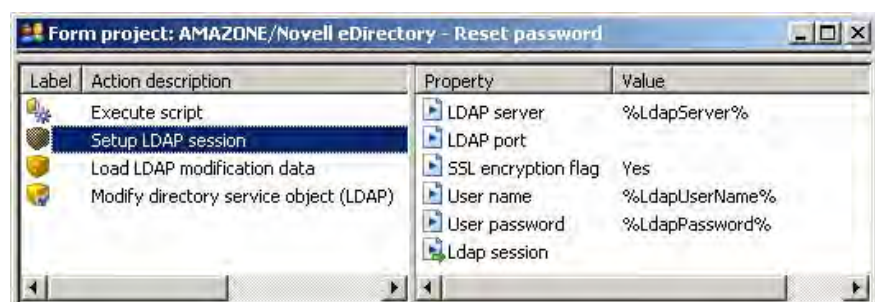 Form project: AMAZONE/Novell eDirectory - Reset password
Label Action description
Execute script
Setup LDAP session
Load LDAP modification data
Modify directory service object (LDAP)
Property Value
LDAP server %LdapServer%
LDAP port
SSL encryption flag Yes
User name %LdapUserName%
User password %LdapPassword%
Ldap session